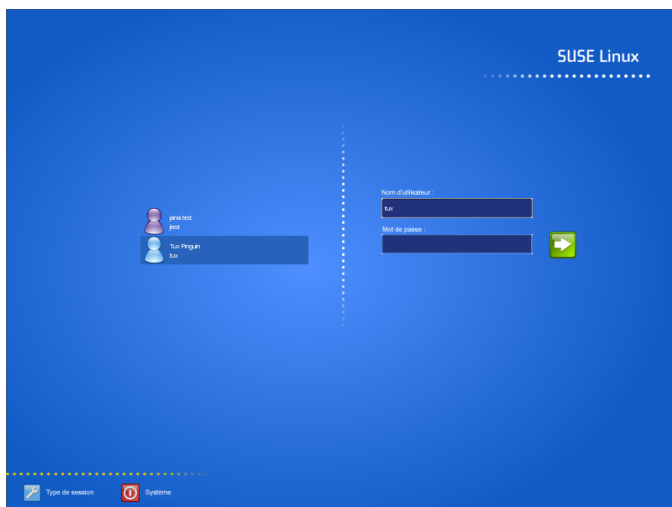 SUSE Linux
jana test
jtest
Tux Pinguin
tux
Nom d'utilisateur :
tux
Mot de passe :
Type de session
Système